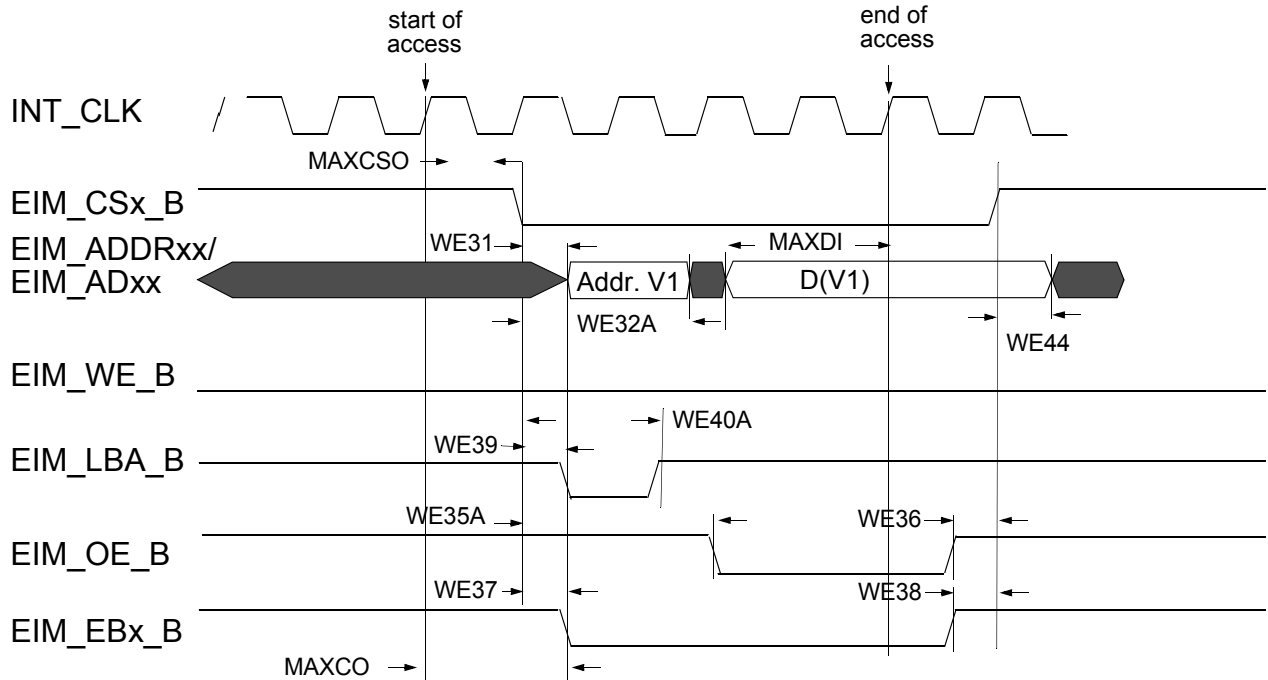 start of
access
end of
access
INT_CLK
MAXCSO
EIM_CSx_B
EIM_ADDRxx/
EIM_ADxx
WE31
MAXDI
Addr. V1
D(V1)
WE32A
WE44
EIM_WE_B
WE40A
WE39
EIM_LBA_B
WE35A
WE36
EIM_OE_B
WE37
WE38
EIM_EBx_B
MAXCO